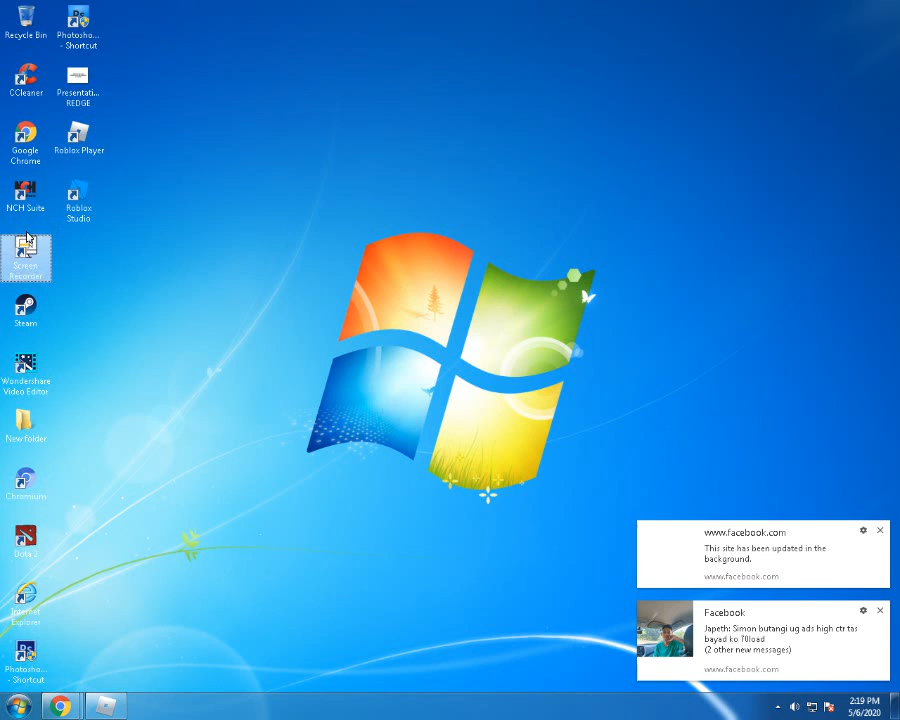 Recycle Bin
Photosho...
- Shortcut
CCleaner
Presentati...
REDGE
Google
Chrome
Roblox Player
NCH Suite
Roblox
Studio
Screen
Recorder
Steam
Wondershare
Video Editor
New folder
Chromium
Dota 2
Internet
Explorer
Photosho...
- Shortcut
www.facebook.com
This site has been updated in the
background.
www.facebook.com
Facebook
Japeth: Simon butangi ug ads high ctr tas
bayad ko 70load
(2 other new messages)
www.facebook.com
2:19 PM
5/6/2020